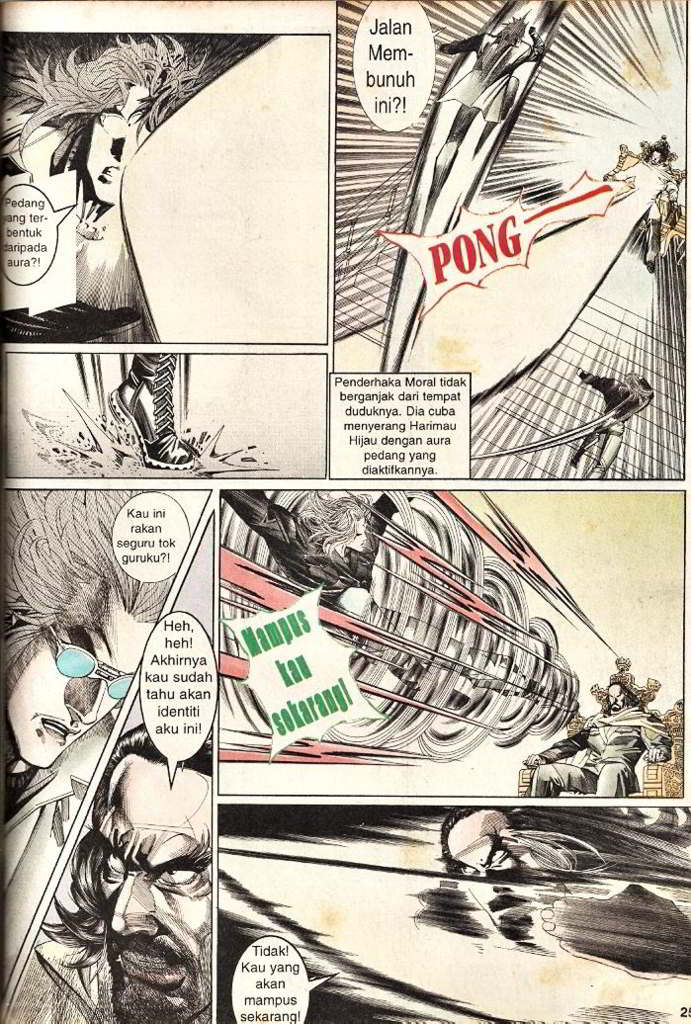 Pedang
yang ter-
bentuk
daripada
aura?!
Jalan
Mem-
bunuh
ini?!
PONG
Penderhaka Moral tidak
berganjak dari tempat
duduknya. Dia cuba
menyerang Harimau
Hijau dengan aura
pedang yang
diaktifkannya.
Kau ini
rakan
seguru tok
guruku?!
Heh,
heh!
Akhirnya
kau sudah
tahu akan
identiti
aku ini!
Mampus
kau
sekarang!
Tidak!
Kau yang
akan
mampus
sekarang!